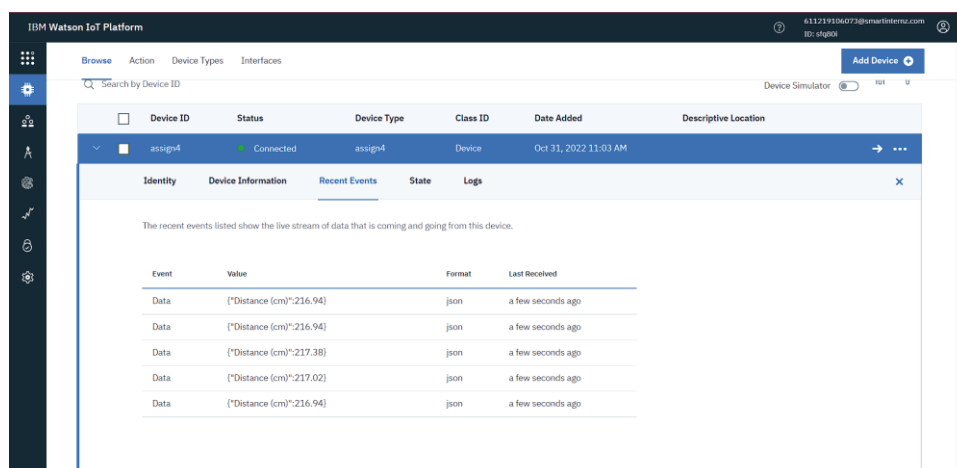 IBM Watson IoT Platform
611219106073@smartinternz.com
ID: sfq80i
Browse Action Device Types Interfaces
Add Device
Search by Device ID
Device Simulator
Device ID Status Device Type Class ID Date Added Descriptive Location
assign4 Connected assign4 Device Oct 31, 2022 11:03 AM
Identity Device Information Recent Events State Logs
The recent events listed show the live stream of data that is coming and going from this device.
Event Value Format Last Received
Data {"Distance (cm)":216.94} json a few seconds ago
Data {"Distance (cm)":216.94} json a few seconds ago
Data {"Distance (cm)":217.38} json a few seconds ago
Data {"Distance (cm)":217.02} json a few seconds ago
Data {"Distance (cm)":216.94} json a few seconds ago